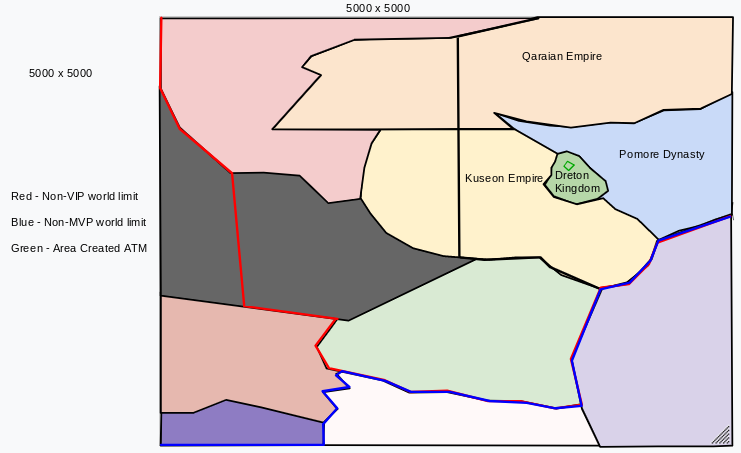 5000 x 5000
5000 x 5000
Qaraian Empire
Pomore Dynasty
Kuseon Empire
Dreton
Kingdom
Red - Non-VIP world limit
Blue - Non-MVP world limit
Green - Area Created ATM